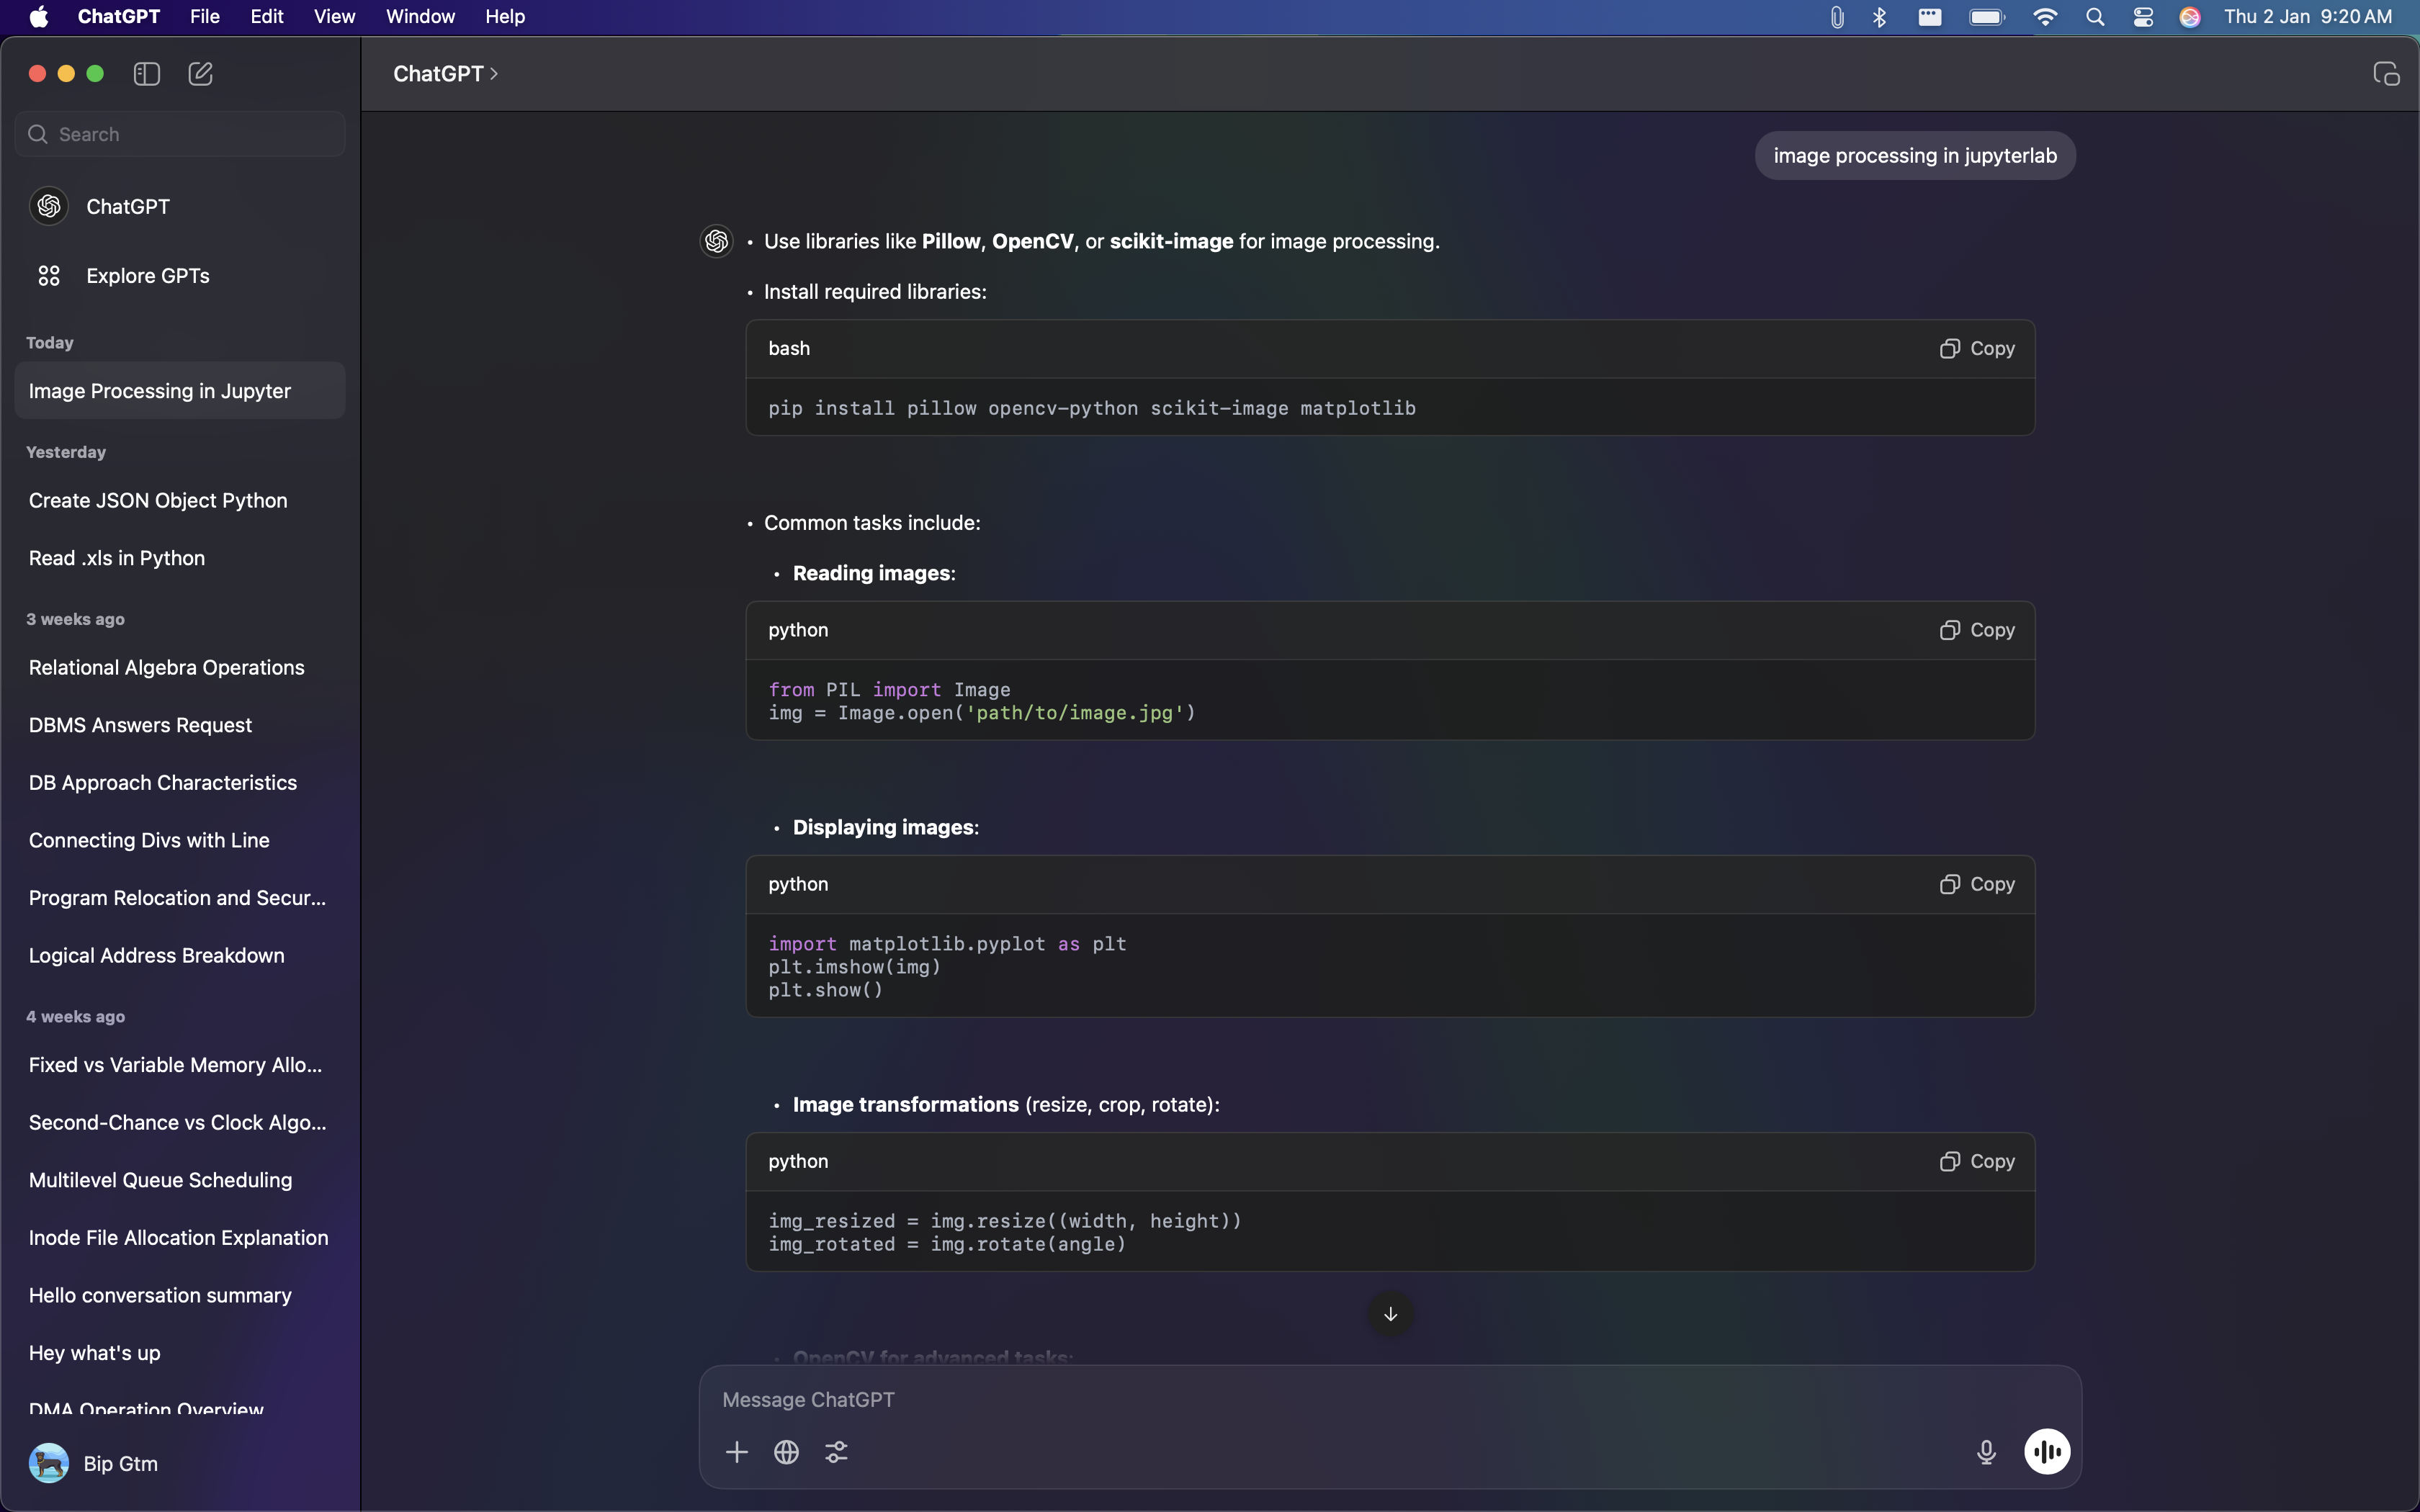 ChatGPT File Edit View Window Help
Thu 2 Jan 9:20 AM
Search
ChatGPT
Explore GPTs
Today
Image Processing in Jupyter
Yesterday
Create JSON Object Python
Read .xls in Python
3 weeks ago
Relational Algebra Operations
DBMS Answers Request
DB Approach Characteristics
Connecting Divs with Line
Program Relocation and Secur...
Logical Address Breakdown
4 weeks ago
Fixed vs Variable Memory Allo...
Second-Chance vs Clock Algo...
Multilevel Queue Scheduling
Inode File Allocation Explanation
Hello conversation summary
Hey what's up
DMA Operation Overview
Bip Gtm
ChatGPT >
image processing in jupyterlab
• Use libraries like Pillow, OpenCV, or scikit-image for image processing.
• Install required libraries:
bash
Copy
pip install pillow opencv-python scikit-image matplotlib
• Common tasks include:
• Reading images:
python
Copy
from PIL import Image
img = Image.open('path/to/image.jpg')
• Displaying images:
python
Copy
import matplotlib.pyplot as plt
plt.imshow(img)
plt.show()
• Image transformations (resize, crop, rotate):
python
Copy
img_resized = img.resize((width, height))
img_rotated = img.rotate(angle)
• OpenCV for advanced tasks:
Message ChatGPT